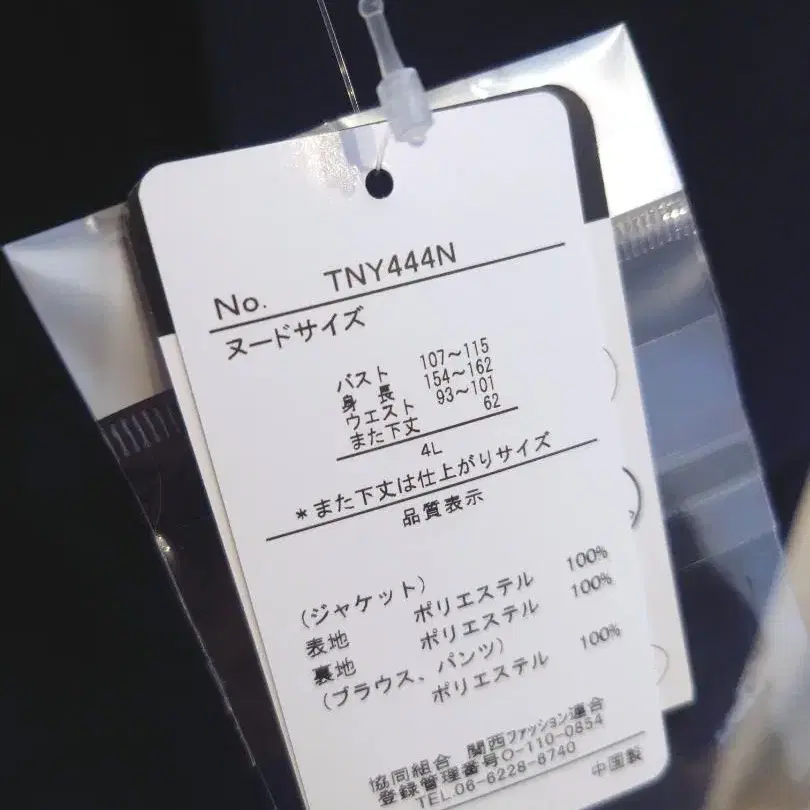 No. TNY444N
ヌードサイズ
バスト 107~115
身長 154~162
ウエスト 93~101
また下丈 62
4L
*また下丈は仕上がりサイズ
品質表示
(ジャケット)
表地 ポリエステル 100%
裏地 ポリエステル 100%
(ブラウス、パンツ)
ポリエステル 100%
協同組合 関西ファッション連合
登録管理番号O-110-0854
TEL.06-6228-6740
中国製